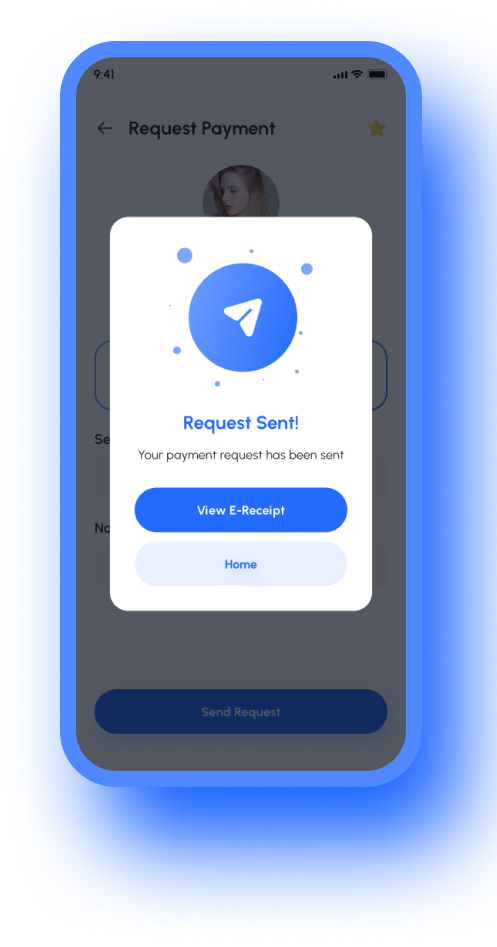 9:41
Request Payment
Se
No
Request Sent!
Your payment request has been sent
View E-Receipt
Home
Send Request